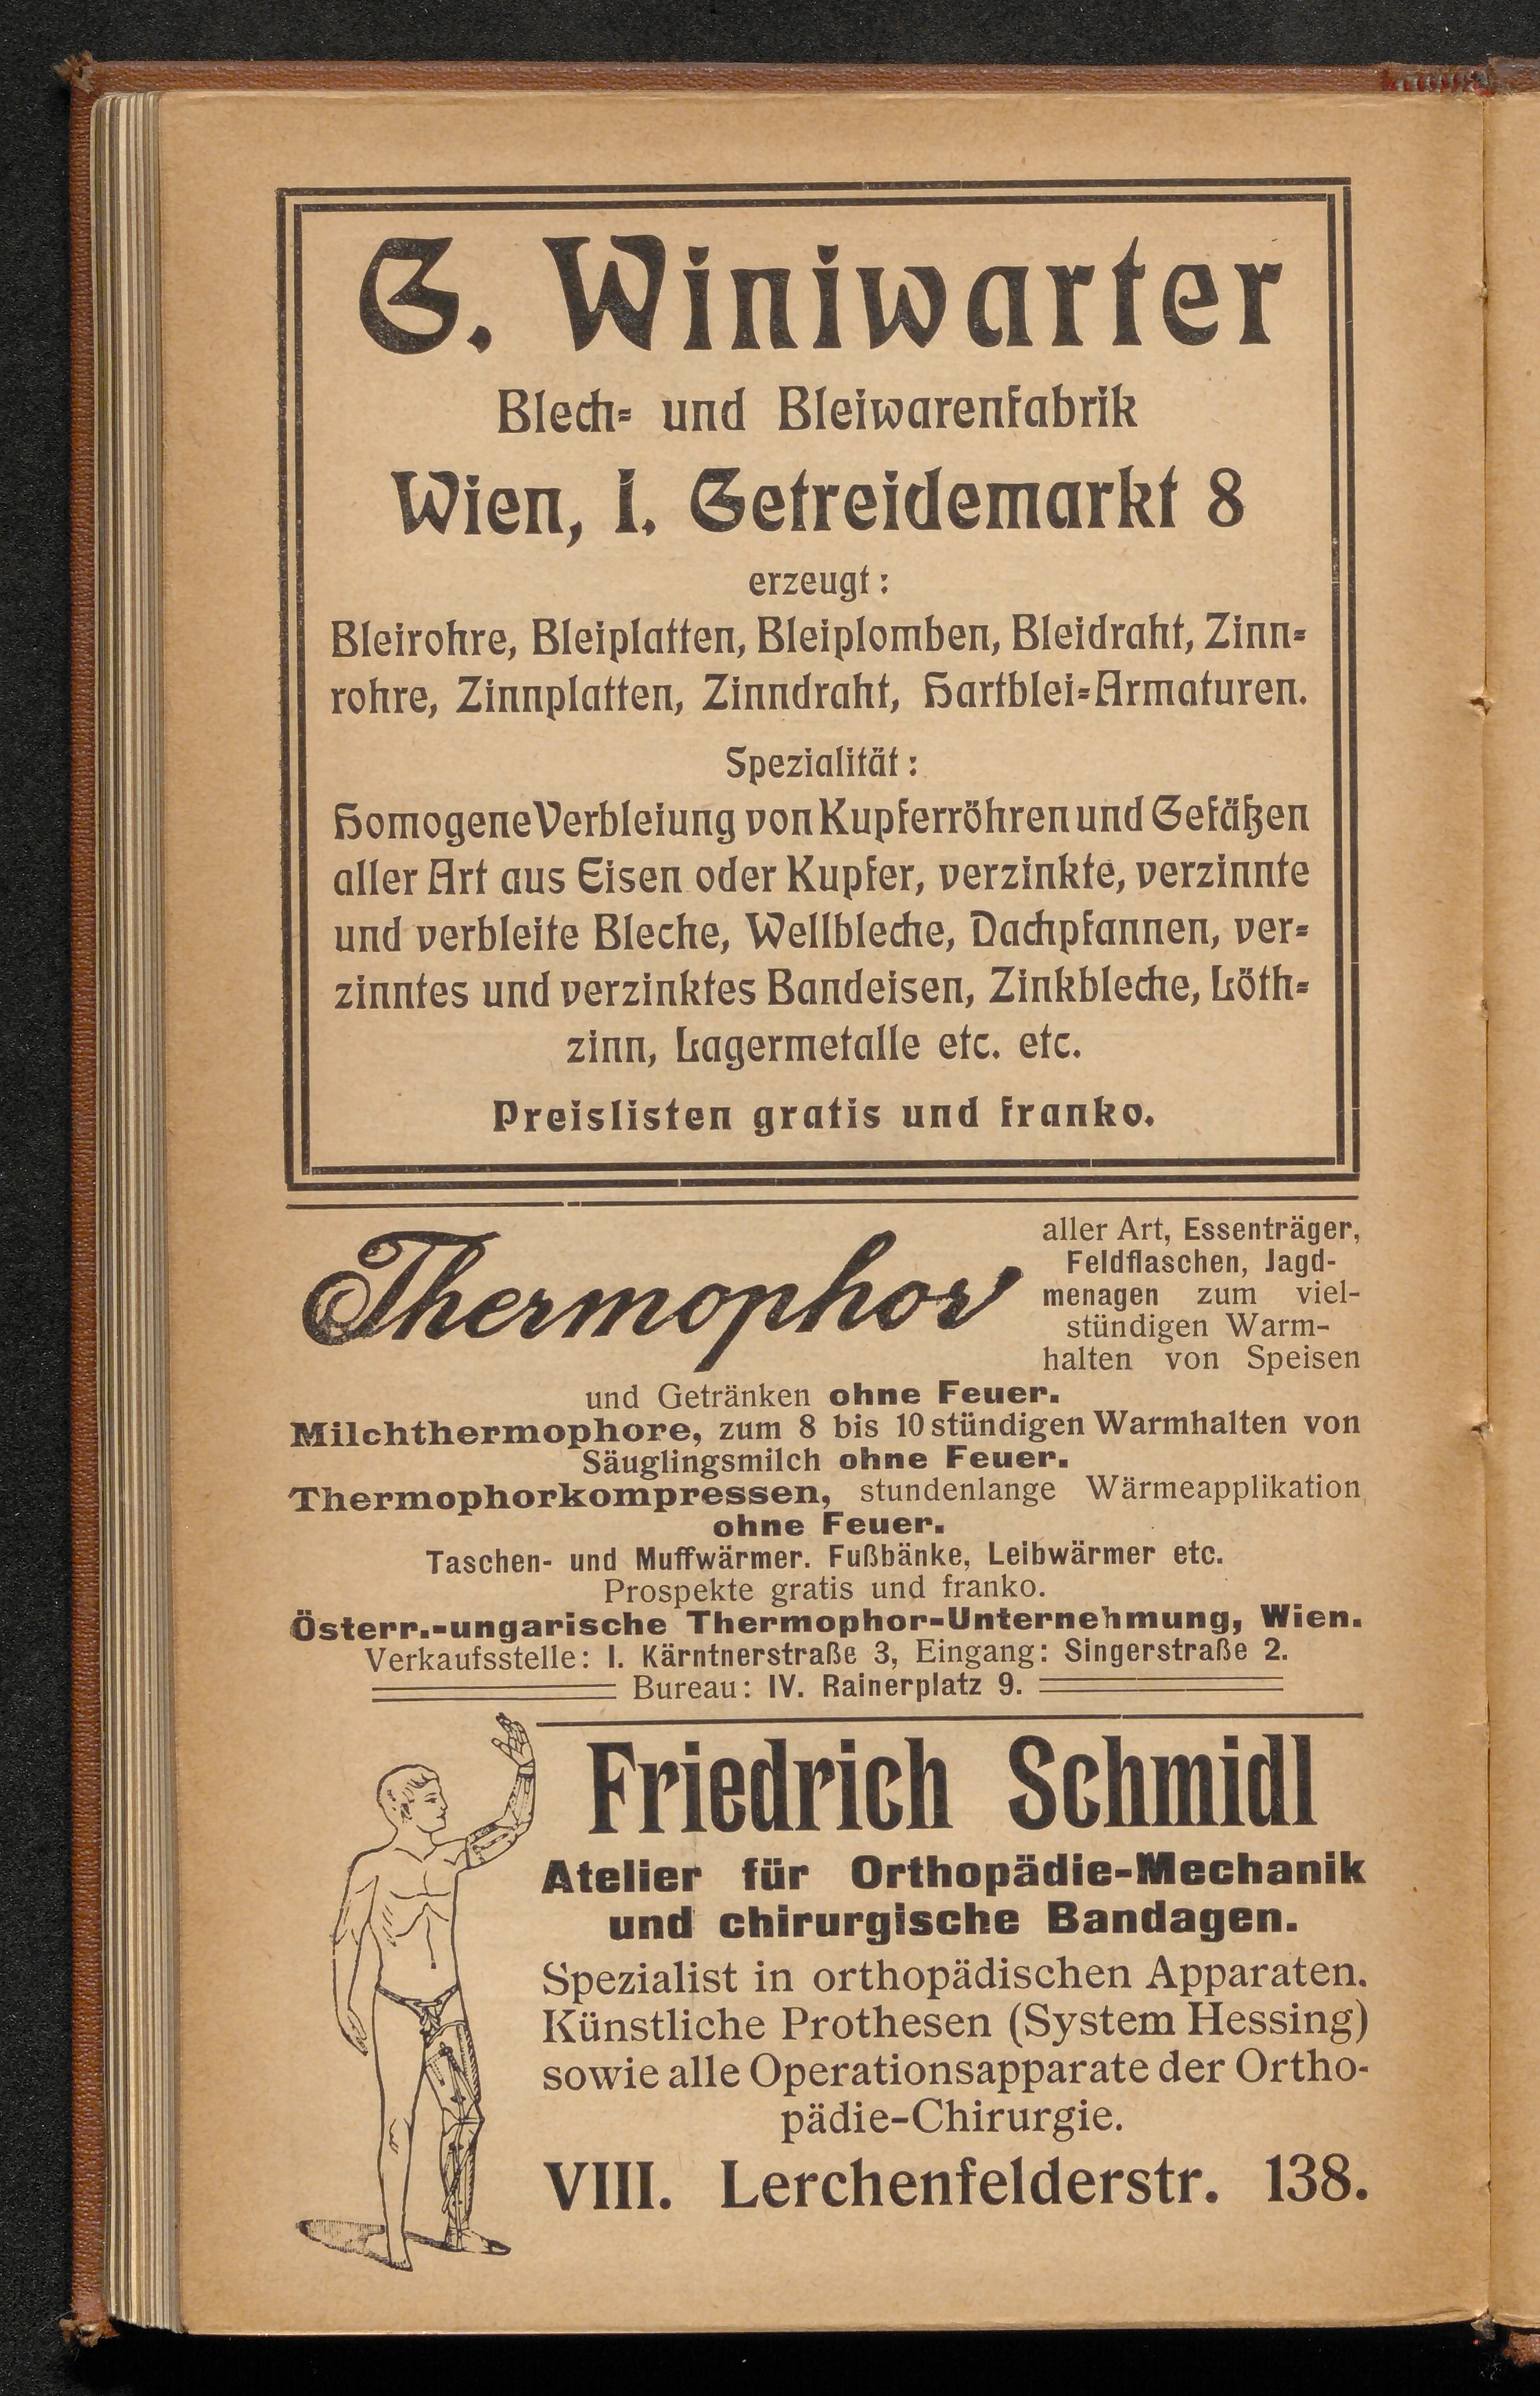 G. Winiwarter
Blech- und Bleiwarenfabrik
Wien, I. Getreidemarkt 8
erzeugt:
Bleirohre, Bleiplatten, Bleiplomben, Bleidraht, Zinn-
rohre, Zinnplatten, Zinndraht, Hartblei-Armaturen.
Spezialität:
Homogene Verbleiung von Kupferröhren und Gefäßen
aller Art aus Eisen oder Kupfer, verzinkte, verzinnte
und verbleite Bleche, Wellbleche, Dachpfannen, ver-
zinntes und verzinktes Bandeisen, Zinkbleche, Löth-
zinn, Lagermetalle etc. etc.
Preislisten gratis und franko.
Thermophor
aller Art, Essenträger,
Feldflaschen, Jagd-
menagen zum viel-
stündigen Warm-
halten von Speisen
und Getränken ohne Feuer.
Milchthermophore, zum 8 bis 10 stündigen Warmhalten von
Säuglingsmilch ohne Feuer.
Thermophorkompressen, stundenlange Wärmeapplikation
ohne Feuer.
Taschen- und Muffwärmer. Fußbänke, Leibwärmer etc.
Prospekte gratis und franko.
Österr.-ungarische Thermophor-Unternehmung, Wien.
Verkaufsstelle: I. Kärntnerstraße 3, Eingang: Singerstraße 2.
Bureau: IV. Rainerplatz 9.
Friedrich Schmidl
Atelier für Orthopädie-Mechanik
und chirurgische Bandagen.
Spezialist in orthopädischen Apparaten.
Künstliche Prothesen (System Hessing)
sowie alle Operationsapparate der Ortho-
pädie-Chirurgie.
VIII. Lerchenfelderstr. 138.